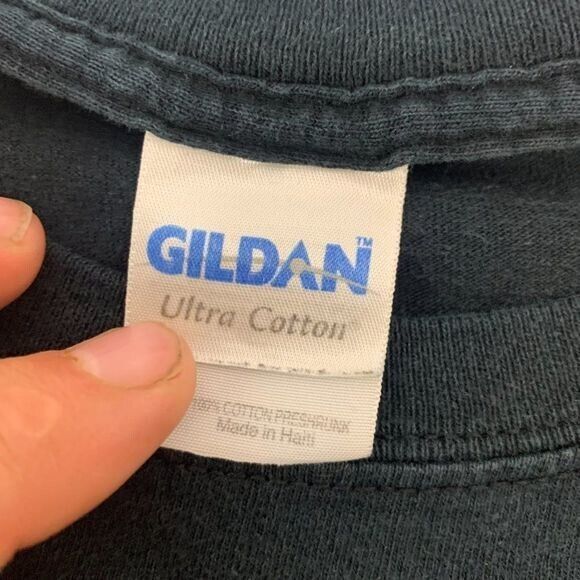 GILDAN™
Ultra Cotton®
100% COTTON PRESHRUNK
Made in Haiti